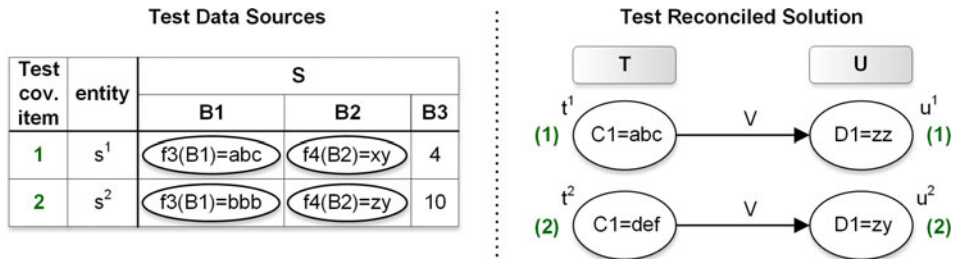 Test Data Sources
Test cov. item
entity
S
B1
B2
B3
1
s¹
f3(B1)=abc
f4(B2)=xy
4
2
s²
f3(B1)=bbb
f4(B2)=zy
10
Test Reconciled Solution
T
U
t¹
u¹
(1)
C1=abc
V
D1=zz
(1)
t²
u²
(2)
C1=def
V
D1=zy
(2)